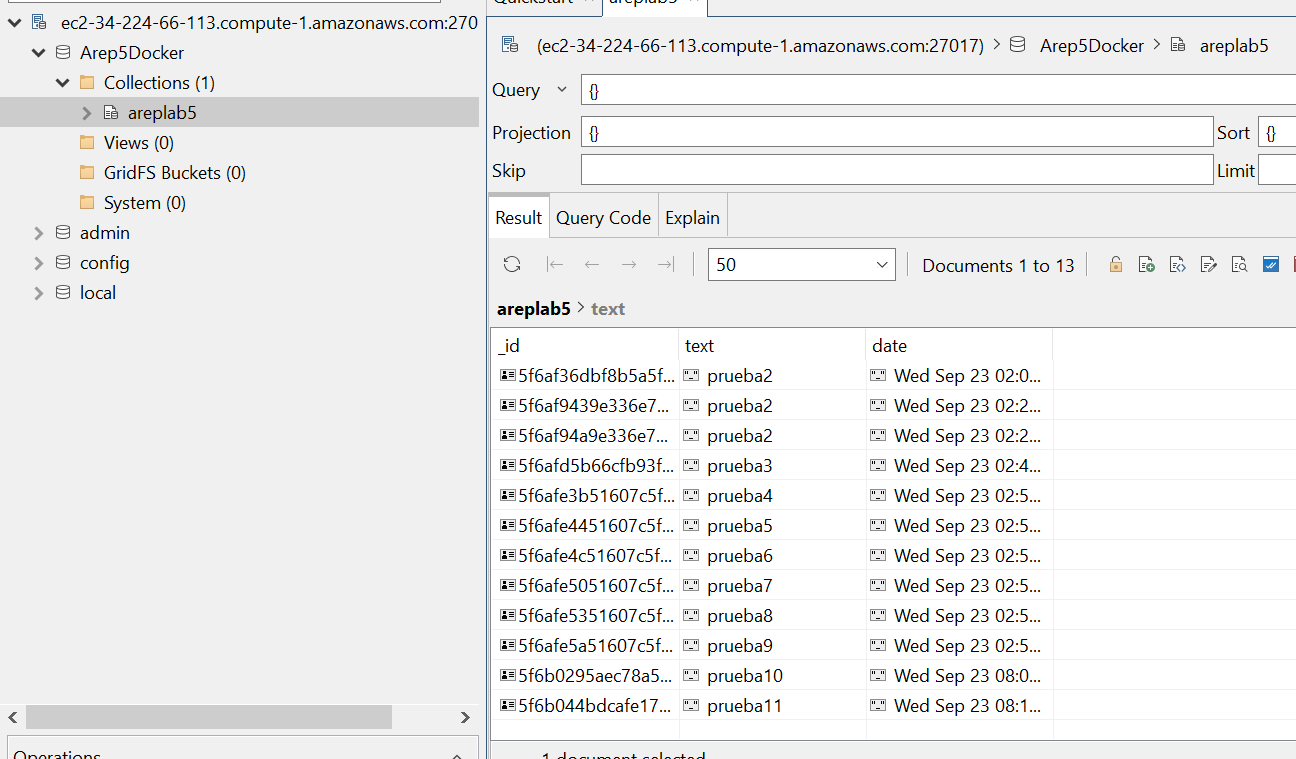 Quickstart
areplab5
ec2-34-224-66-113.compute-1.amazonaws.com:270
Arep5Docker
Collections (1)
areplab5
Views (0)
GridFS Buckets (0)
System (0)
admin
config
local
Operations
(ec2-34-224-66-113.compute-1.amazonaws.com:27017) > Arep5Docker > areplab5
Query {}
Projection {} Sort {}
Skip Limit
Result Query Code Explain
50 Documents 1 to 13
areplab5 > text
_id text date
5f6af36dbf8b5a5f... prueba2 Wed Sep 23 02:0...
5f6af9439e336e7... prueba2 Wed Sep 23 02:2...
5f6af94a9e336e7... prueba2 Wed Sep 23 02:2...
5f6afd5b66cfb93f... prueba3 Wed Sep 23 02:4...
5f6afe3b51607c5f... prueba4 Wed Sep 23 02:5...
5f6afe4451607c5f... prueba5 Wed Sep 23 02:5...
5f6afe4c51607c5f... prueba6 Wed Sep 23 02:5...
5f6afe5051607c5f... prueba7 Wed Sep 23 02:5...
5f6afe5351607c5f... prueba8 Wed Sep 23 02:5...
5f6afe5a51607c5f... prueba9 Wed Sep 23 02:5...
5f6b0295aec78a5... prueba10 Wed Sep 23 08:0...
5f6b044bdcafe17... prueba11 Wed Sep 23 08:1...
1 document selected